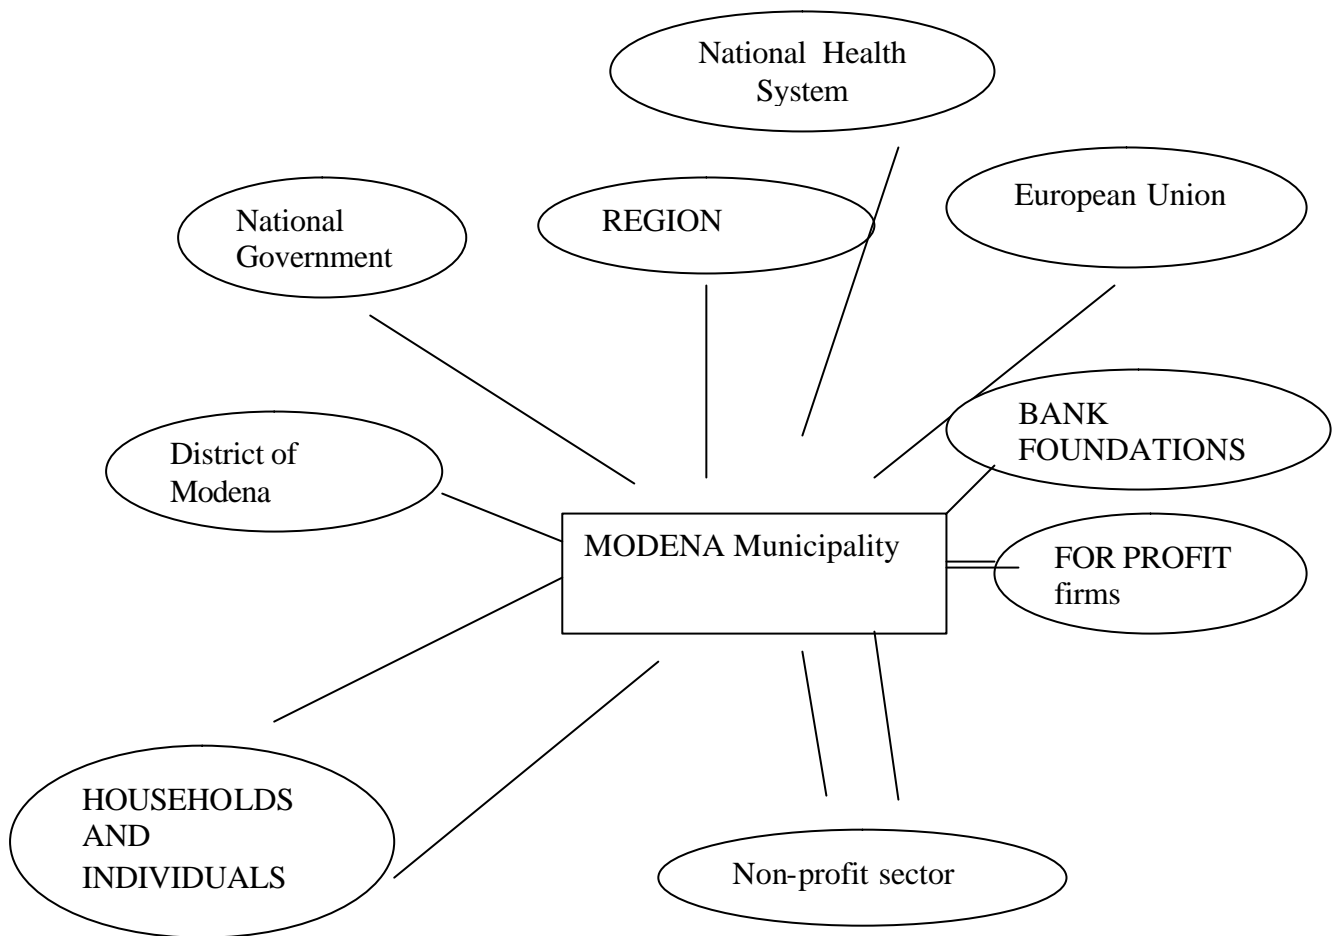 National Health
System
European Union
National
Government
REGION
BANK
FOUNDATIONS
District of
Modena
MODENA Municipality
FOR PROFIT
firms
HOUSEHOLDS
AND
INDIVIDUALS
Non-profit sector